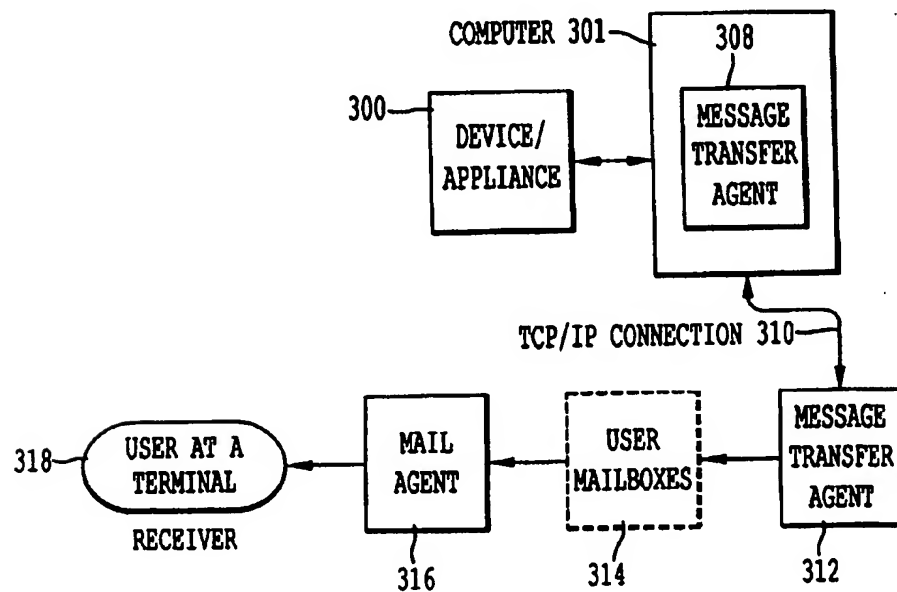 COMPUTER 301
308
300
DEVICE/
APPLIANCE
MESSAGE
TRANSFER
AGENT
TCP/IP CONNECTION 310
318
USER AT A
TERMINAL
RECEIVER
MAIL
AGENT
316
USER
MAILBOXES
314
MESSAGE
TRANSFER
AGENT
312